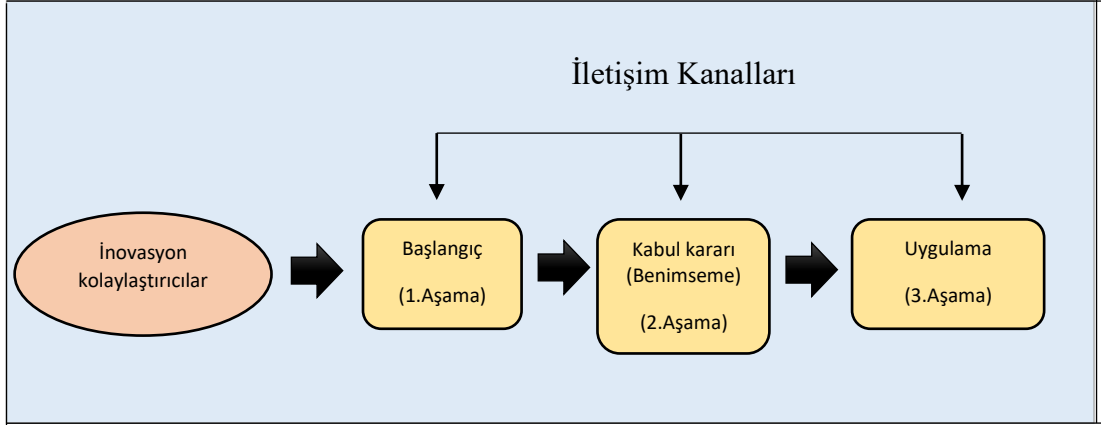 İletişim Kanalları
İnovasyon
kolaylaştırıcılar
Başlangıç
(1.Aşama)
Kabul kararı
(Benimseme)
(2.Aşama)
Uygulama
(3.Aşama)